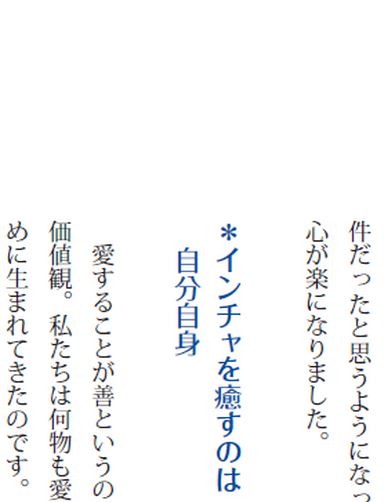 件だったと思うようになっ
心が楽になりました。
＊インチャを癒すのは
自分自身
愛することが善というの
価値観。私たちは何物も愛
めに生まれてきたのです。